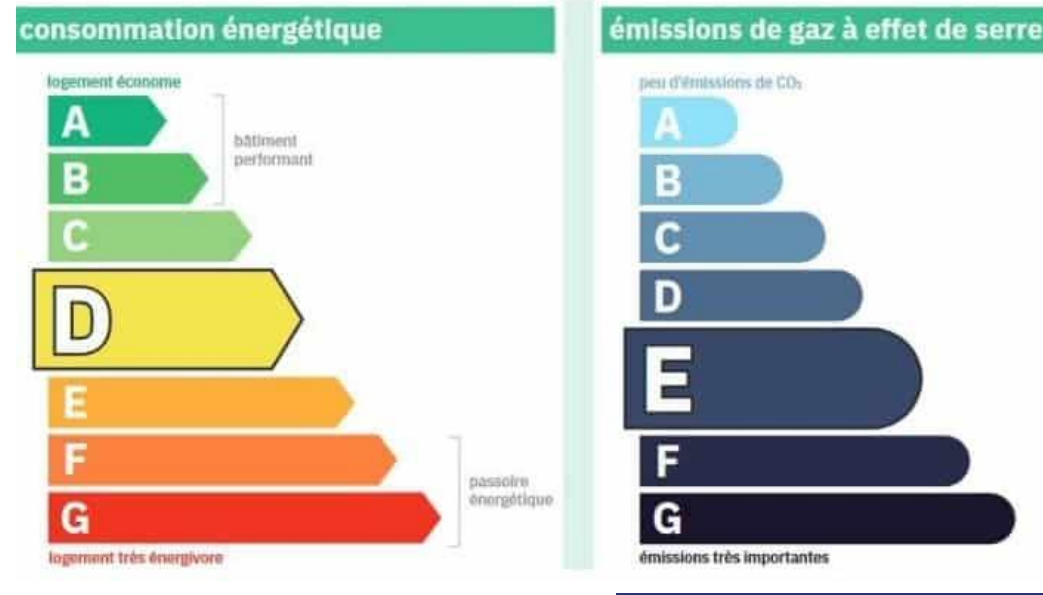 consommation énergétique
logement économe
A
bâtiment
performant
B
C
D
E
F
passoire
énergétique
G
logement très énergivore
émissions de gaz à effet de serre
peu d'émissions de CO₂
A
B
C
D
E
F
G
émissions très importantes